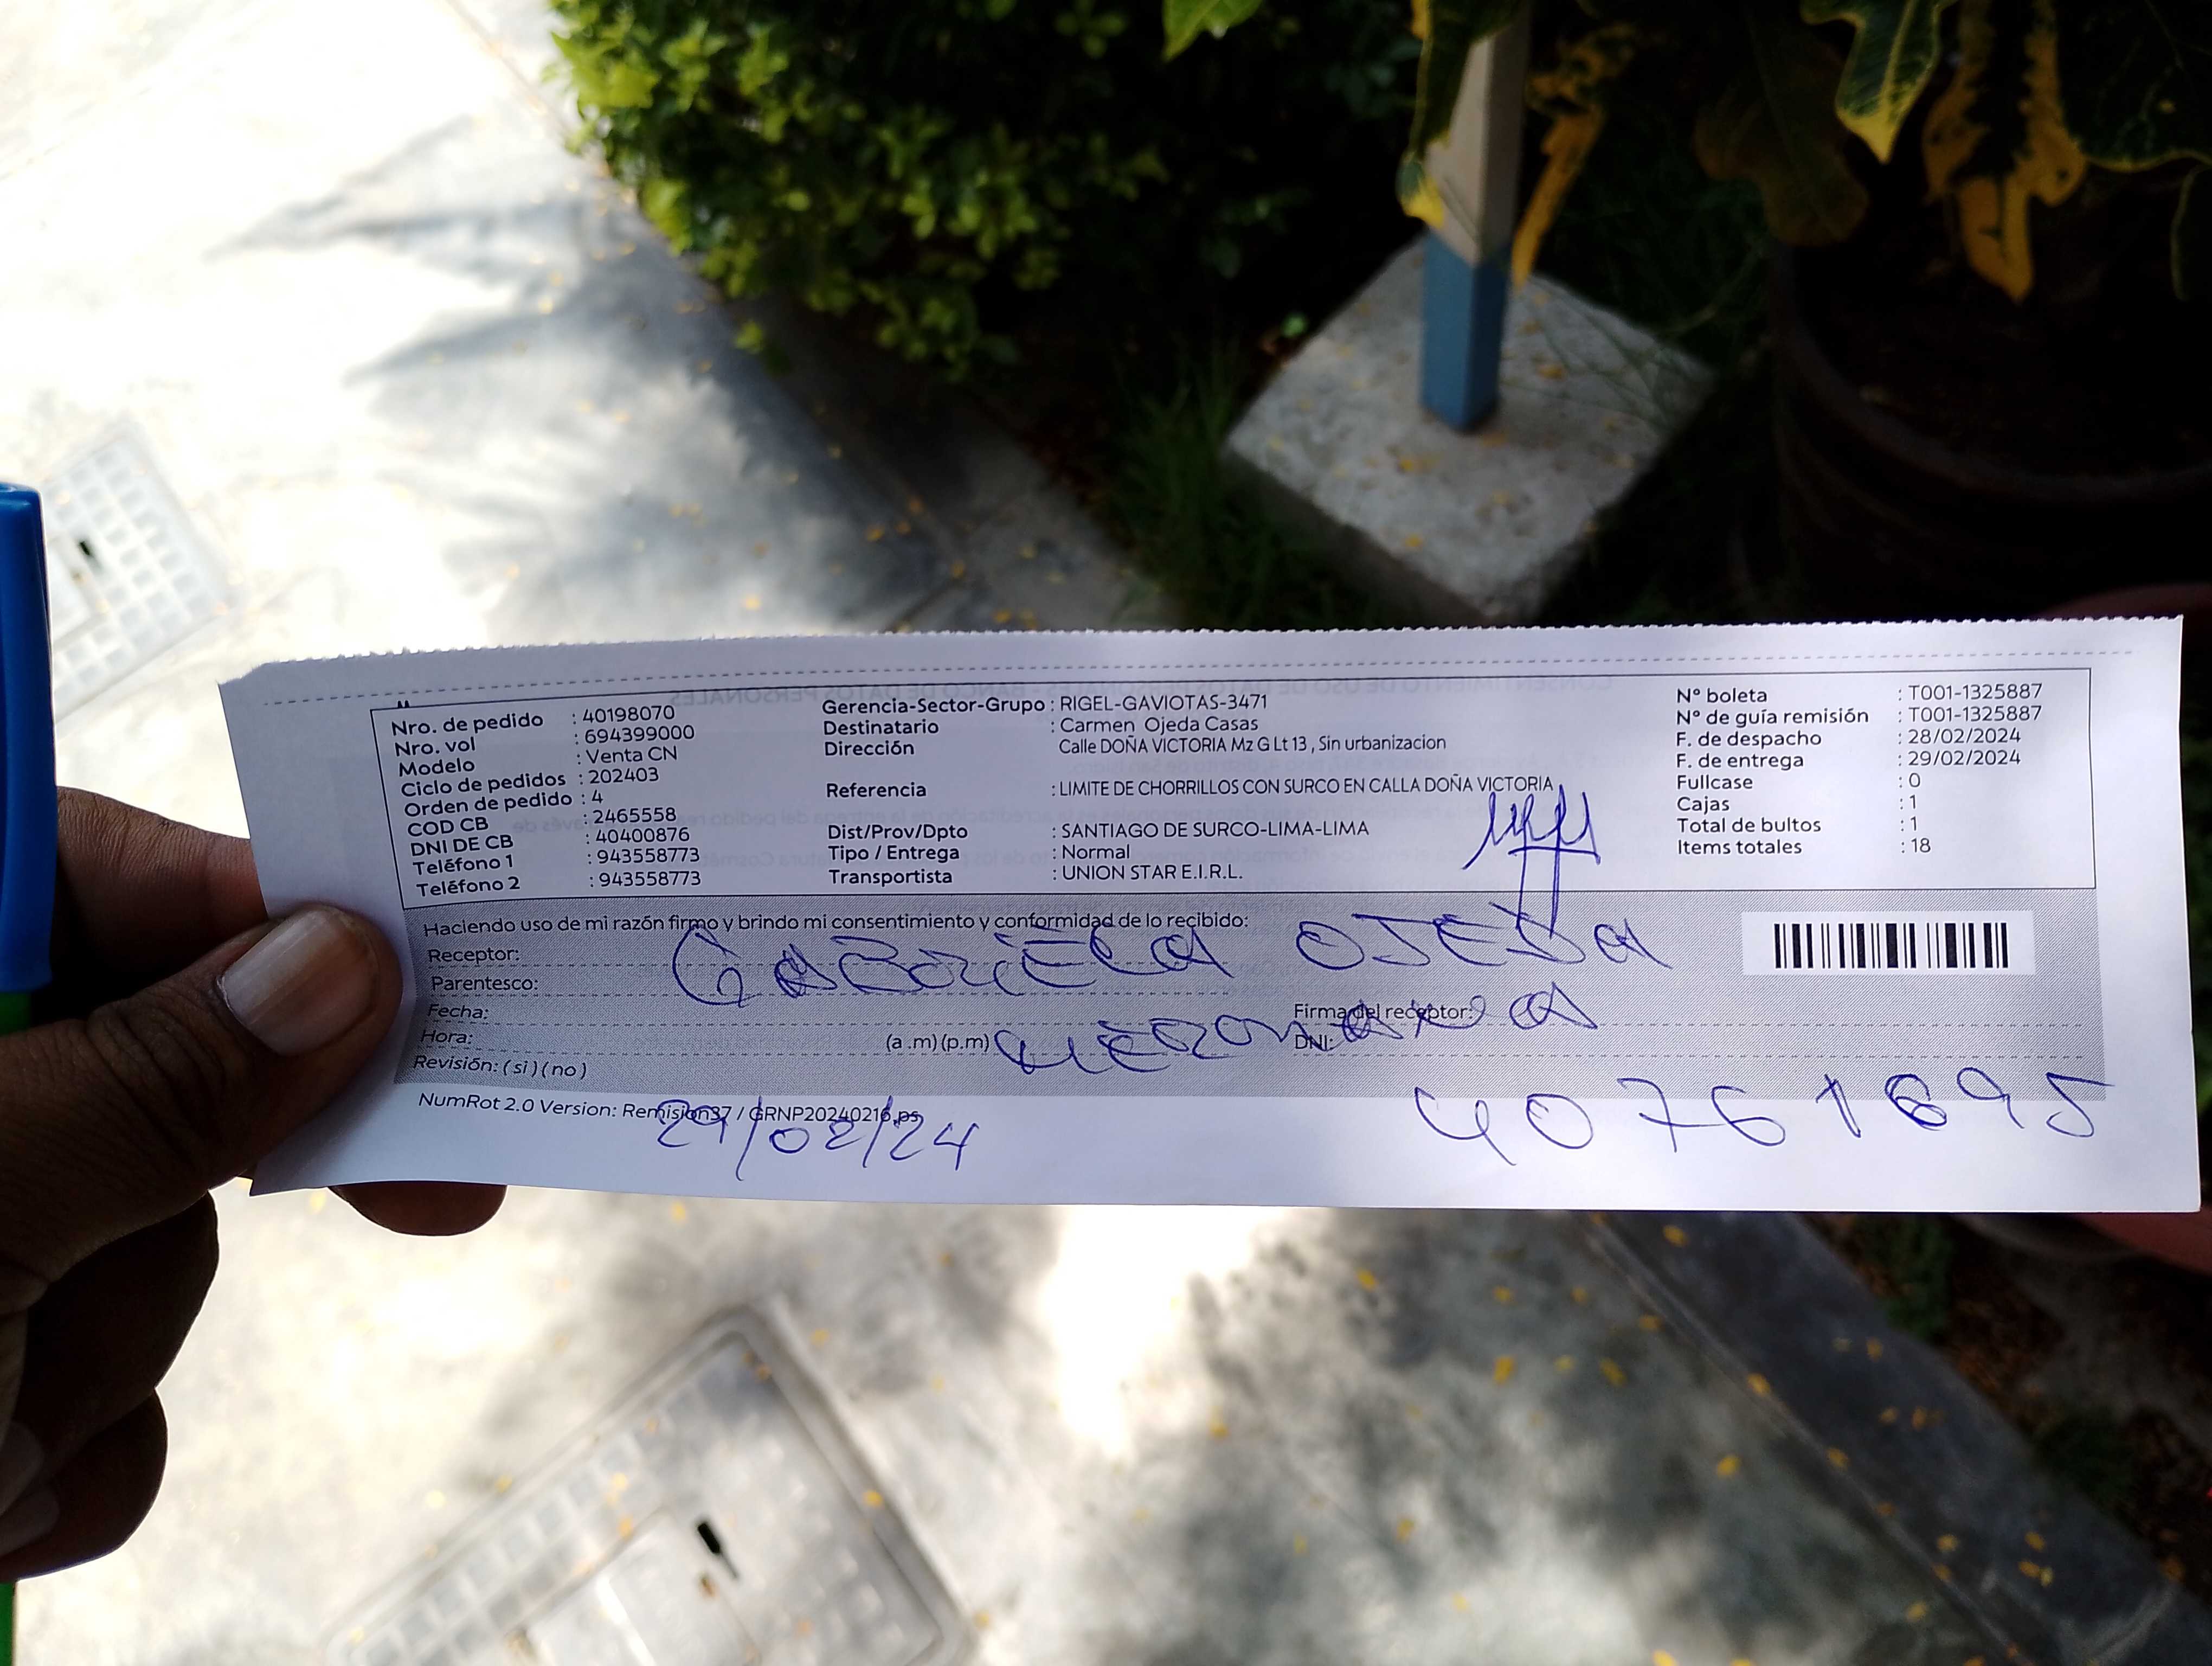 Nro. de pedido : 40198070
Nro. vol : 694399000
Modelo : Venta CN
Ciclo de pedidos : 202403
Orden de pedido : 4
COD CB : 2465558
DNI DE CB : 40400876
Teléfono 1 : 943558773
Teléfono 2 : 943558773
Gerencia-Sector-Grupo : RIGEL-GAVIOTAS-3471
Destinatario : Carmen Ojeda Casas
Dirección Calle DOÑA VICTORIA Mz G Lt 13 , Sin urbanizacion
Referencia : LIMITE DE CHORRILLOS CON SURCO EN CALLA DOÑA VICTORIA
Dist/Prov/Dpto : SANTIAGO DE SURCO-LIMA-LIMA
Tipo / Entrega : Normal
Transportista : UNION STAR E.I.R.L.
Nº boleta : T001-1325887
Nº de guía remisión : T001-1325887
F. de despacho : 28/02/2024
F. de entrega : 29/02/2024
Fullcase : 0
Cajas : 1
Total de bultos : 1
Items totales : 18
Haciendo uso de mi razón firmo y brindo mi consentimiento y conformidad de lo recibido:
Receptor: GABRIELA OJEDA
Parentesco:
Fecha: Firma del receptor:
Hora: (a .m) (p.m) HERMANA DNI:
Revisión: ( si ) ( no )
NumRot 2.0 Version: Remision37 / GRNP20240216.ps
29/02/24 40761695